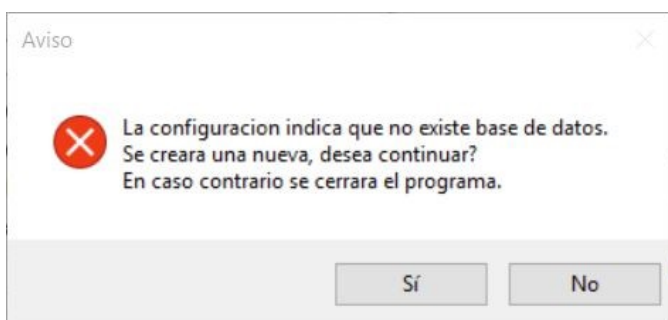 Aviso
La configuracion indica que no existe base de datos.
Se creara una nueva, desea continuar?
En caso contrario se cerrara el programa.
Sí
No